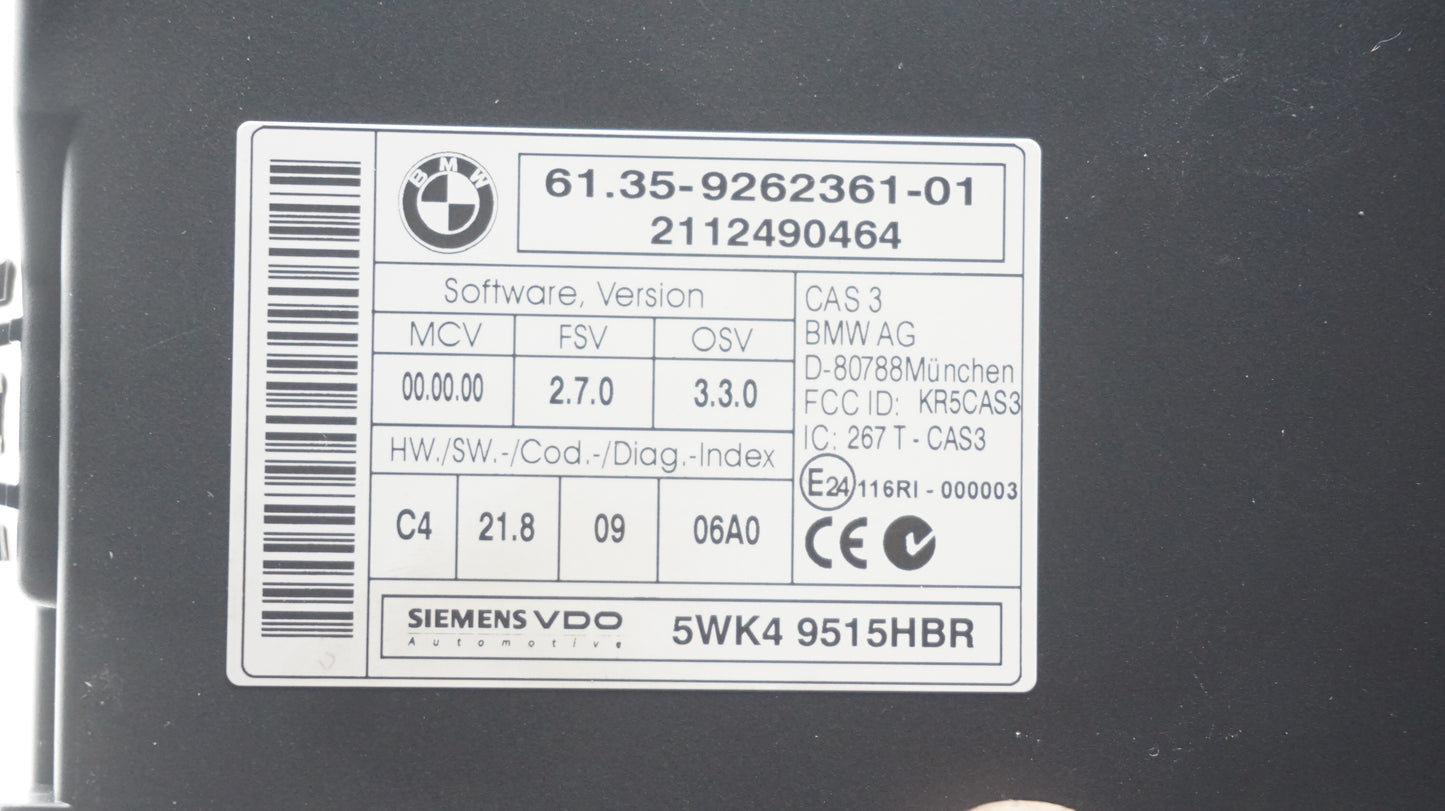 BMW
61.35-9262361-01
2112490464
Software, Version
MCV FSV OSV
00.00.00 2.7.0 3.3.0
HW./SW.-/Cod.-/Diag.-Index
C4 21.8 09 06A0
CAS 3
BMW AG
D-80788München
FCC ID: KR5CAS3
IC: 267 T - CAS3
E24 116RI - 000003
CE
SIEMENS VDO
Automotive
5WK4 9515HBR